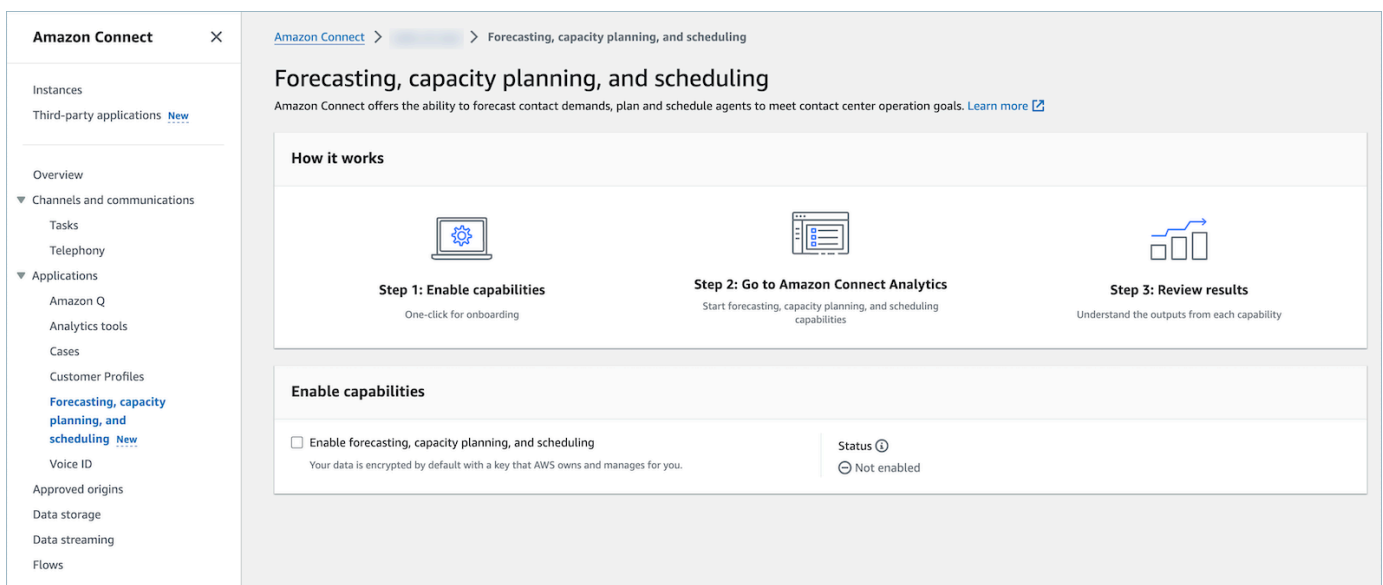 Amazon Connect
Instances
Third-party applications New
Overview
Channels and communications
Tasks
Telephony
Applications
Amazon Q
Analytics tools
Cases
Customer Profiles
Forecasting, capacity
planning, and
scheduling New
Voice ID
Approved origins
Data storage
Data streaming
Flows
Amazon Connect > > Forecasting, capacity planning, and scheduling
Forecasting, capacity planning, and scheduling
Amazon Connect offers the ability to forecast contact demands, plan and schedule agents to meet contact center operation goals. Learn more
How it works
Step 1: Enable capabilities
One-click for onboarding
Step 2: Go to Amazon Connect Analytics
Start forecasting, capacity planning, and scheduling
capabilities
Step 3: Review results
Understand the outputs from each capability
Enable capabilities
Enable forecasting, capacity planning, and scheduling
Your data is encrypted by default with a key that AWS owns and manages for you.
Status
Not enabled